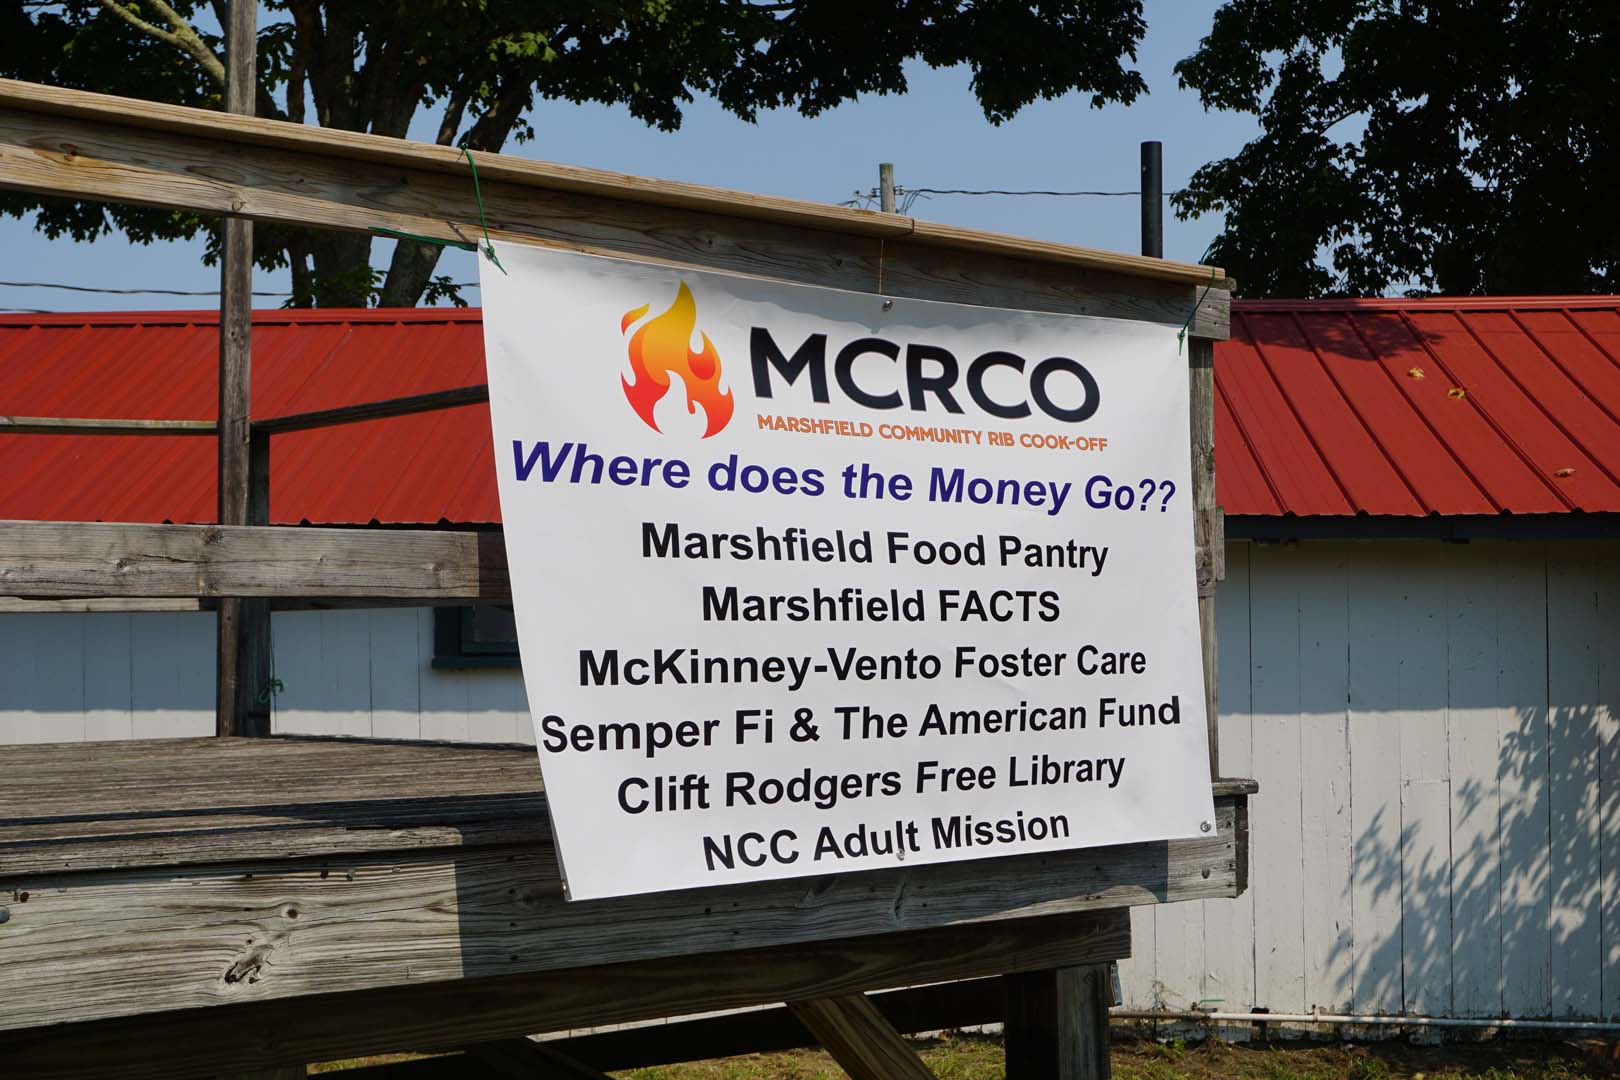 MCRCO
MARSHFIELD COMMUNITY RIB COOK-OFF
Where does the Money Go??
Marshfield Food Pantry
Marshfield FACTS
McKinney-Vento Foster Care
Semper Fi & The American Fund
Clift Rodgers Free Library
NCC Adult Mission